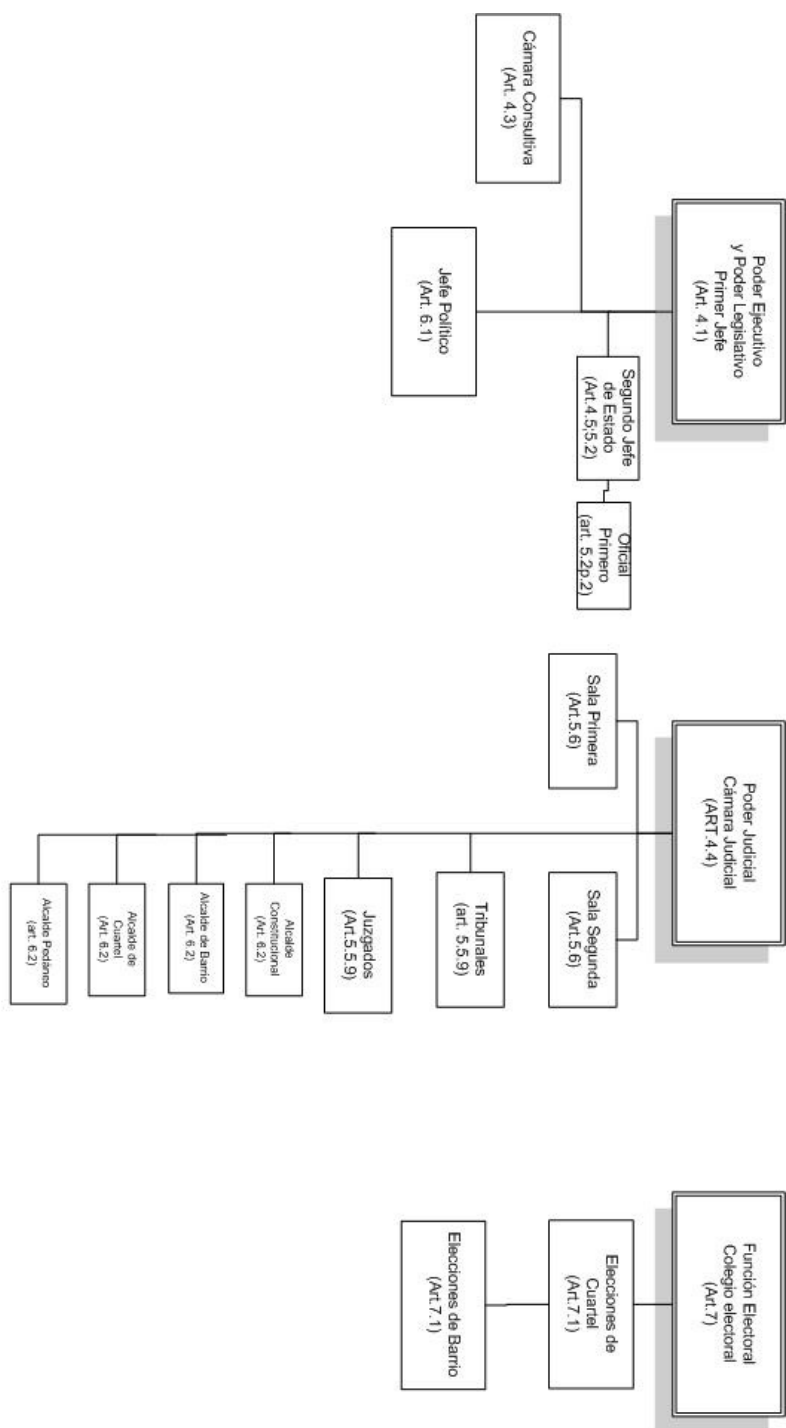 Poder Ejecutivo
y Poder Legislativo
Primer Jefe
(Art. 4.1)
Segundo Jefe
de Estado
(Art.4.5;5.2)
Oficial
Primero
(art. 5.2p.2)
Cámara Consultiva
(Art. 4.3)
Jefe Político
(Art. 6.1)
Poder Judicial
Cámara Judicial
(ART.4.4)
Sala Primera
(Art.5.6)
Sala Segunda
(Art.5.6)
Tribunales
(art. 5.5.9)
Juzgados
(Art.5.5.9)
Alcalde
Constitucional
(Art. 6.2)
Alcalde de Barrio
(Art. 6.2)
Alcalde de
Cuartel
(Art. 6.2)
Alcalde Pedáneo
(art. 6.2)
Función Electoral
Colegio electoral
(Art.7)
Elecciones de
Cuartel
(Art.7.1)
Elecciones de Barrio
(Art.7.1)